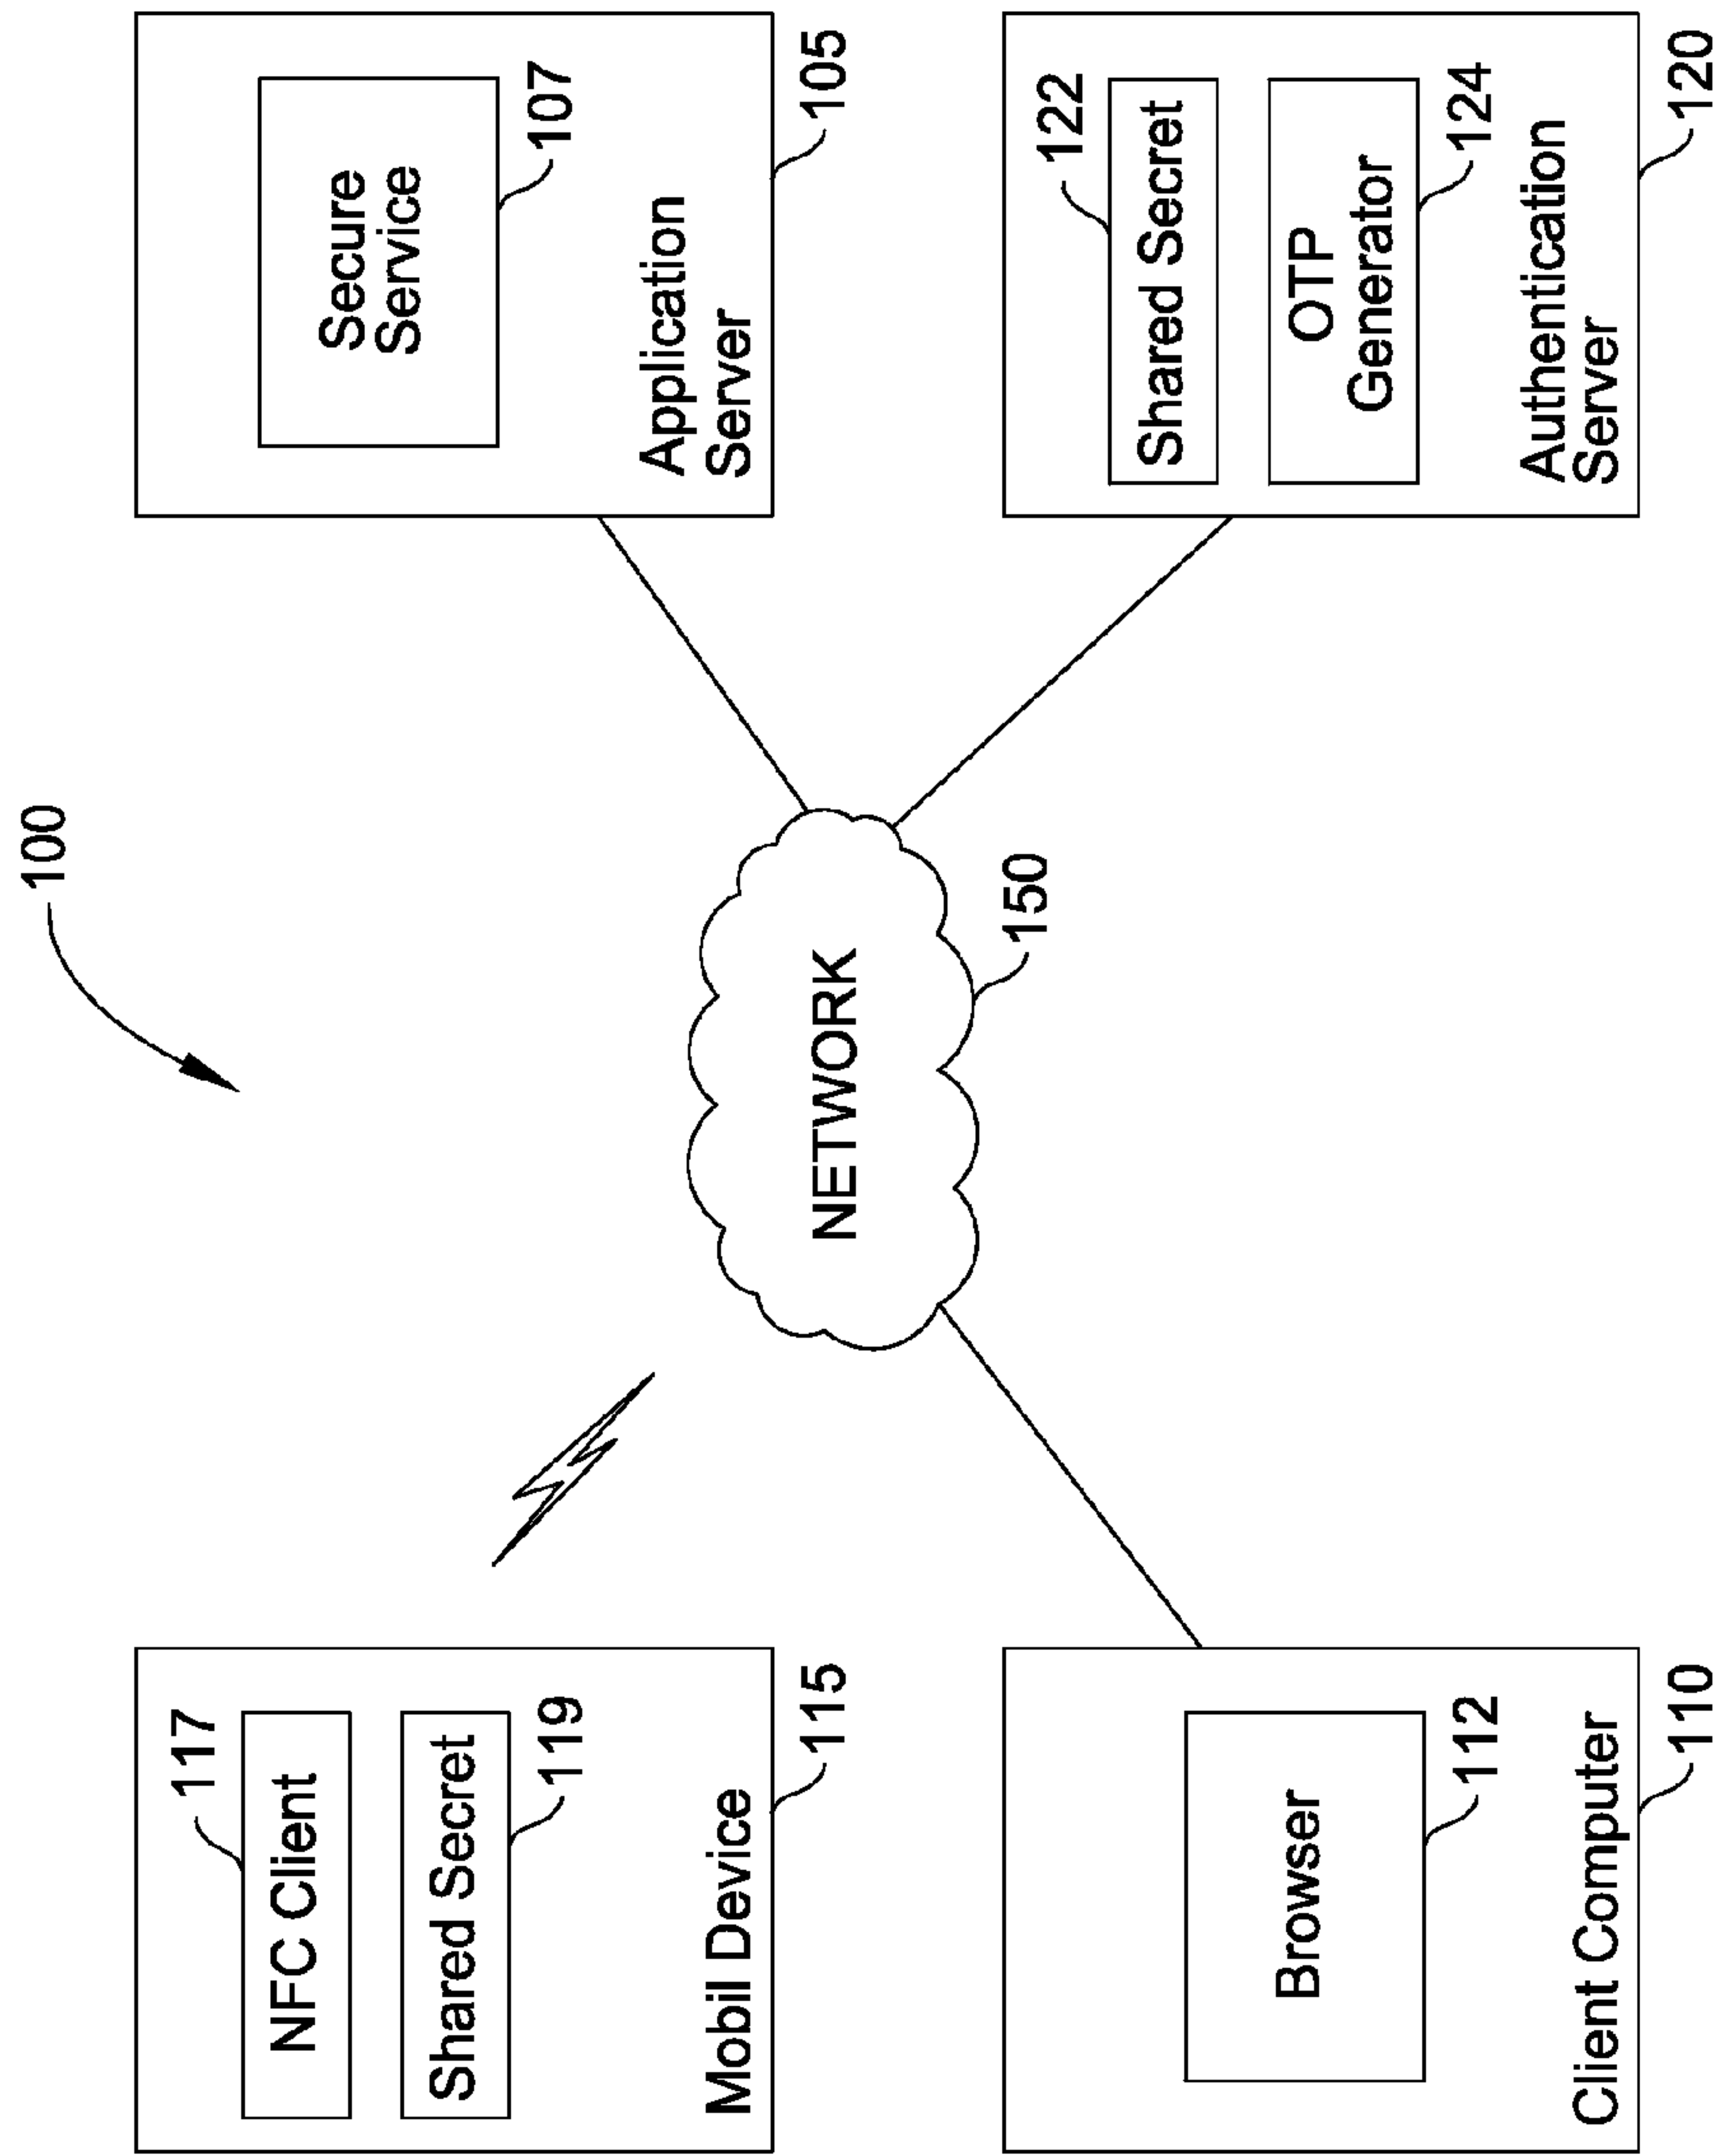 100
117
NFC Client
Shared Secret
119
Mobil Device
115
Secure
Service
107
Application
Server
105
NETWORK
150
Browser
112
Client Computer
110
122
Shared Secret
OTP
Generator
124
Authentication
Server
120